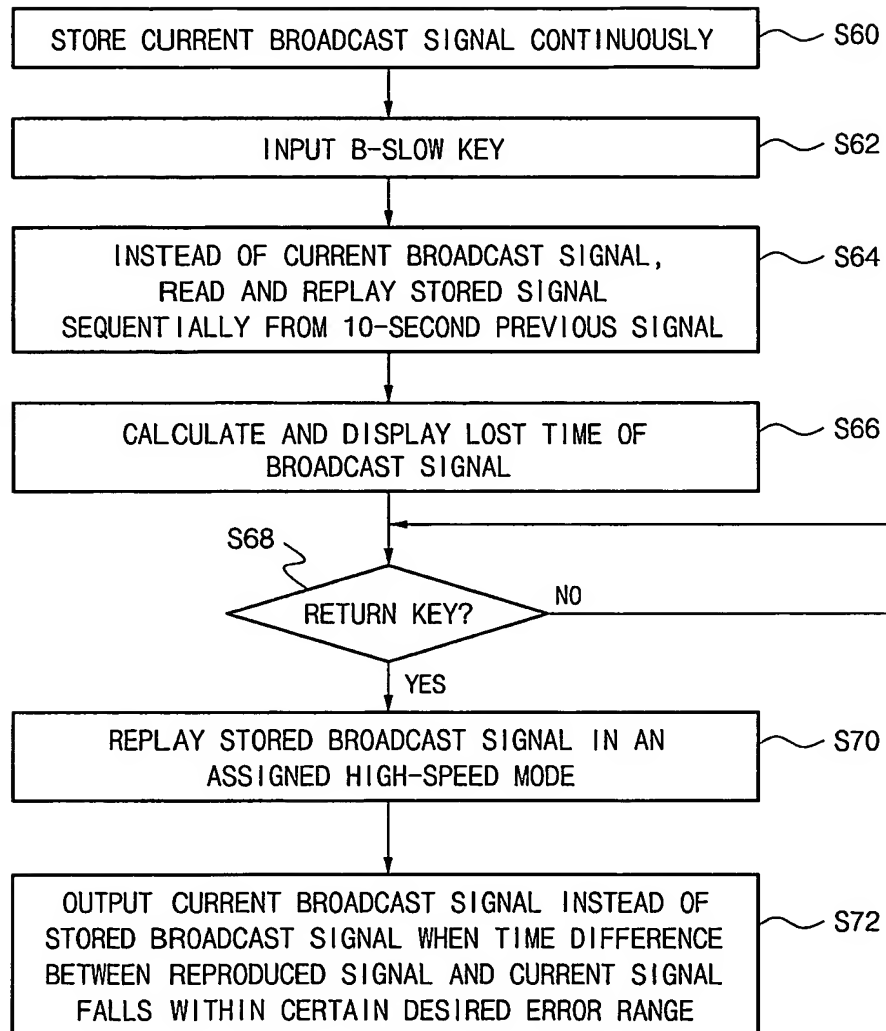 STORE CURRENT BROADCAST SIGNAL CONTINUOUSLY
S60
INPUT B-SLOW KEY
S62
INSTEAD OF CURRENT BROADCAST SIGNAL,
READ AND REPLAY STORED SIGNAL
SEQUENTIALLY FROM 10-SECOND PREVIOUS SIGNAL
S64
CALCULATE AND DISPLAY LOST TIME OF
BROADCAST SIGNAL
S66
S68
RETURN KEY?
NO
YES
REPLAY STORED BROADCAST SIGNAL IN AN
ASSIGNED HIGH-SPEED MODE
S70
OUTPUT CURRENT BROADCAST SIGNAL INSTEAD OF
STORED BROADCAST SIGNAL WHEN TIME DIFFERENCE
BETWEEN REPRODUCED SIGNAL AND CURRENT SIGNAL
FALLS WITHIN CERTAIN DESIRED ERROR RANGE
S72